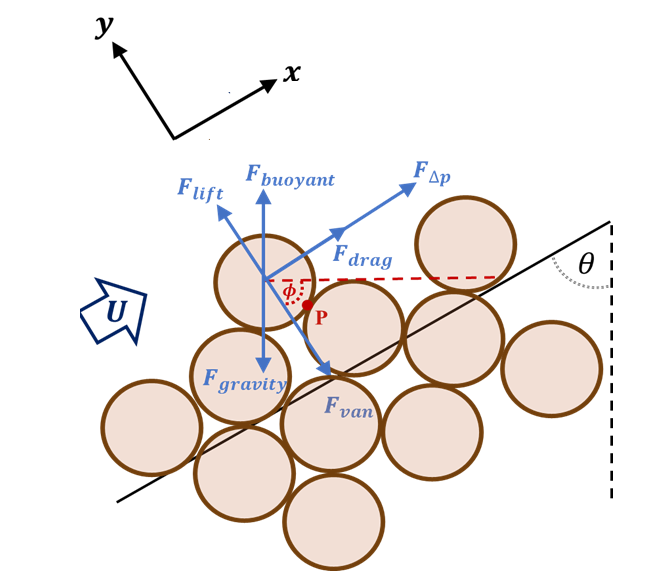 y
x
F_buoyant
F_lift
F_Δp
F_drag
θ
ϕ
U
P
F_gravity
F_van